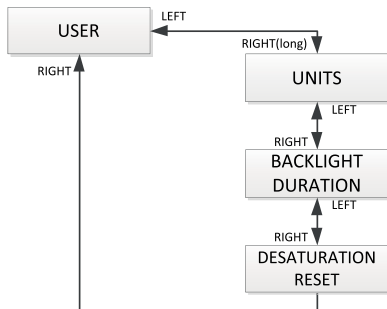 USER
LEFT
RIGHT(long)
RIGHT
UNITS
LEFT
RIGHT
BACKLIGHT
DURATION
LEFT
RIGHT
DESATURATION
RESET